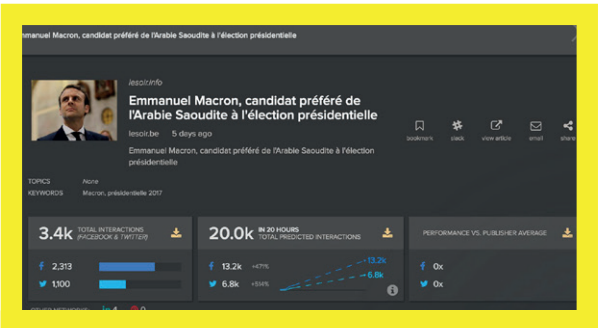 mmanuel Macron, candidat préféré de l'Arabie Saoudite à l'élection présidentielle
lesoir.info
Emmanuel Macron, candidat préféré de
l'Arabie Saoudite à l'élection présidentielle
lesoir.be 5 days ago
Emmanuel Macron, candidat préféré de l'Arabie Saoudite à l'élection
présidentielle
bookmark slack view article email share
TOPICS None
KEYWORDS Macron, présidentielle 2017
3.4k TOTAL INTERACTIONS
(FACEBOOK & TWITTER)
20.0k IN 20 HOURS
TOTAL PREDICTED INTERACTIONS
PERFORMANCE VS. PUBLISHER AVERAGE
2,313
1,100
13.2k +471%
6.8k +514%
13.2k
6.8k
0x
0x